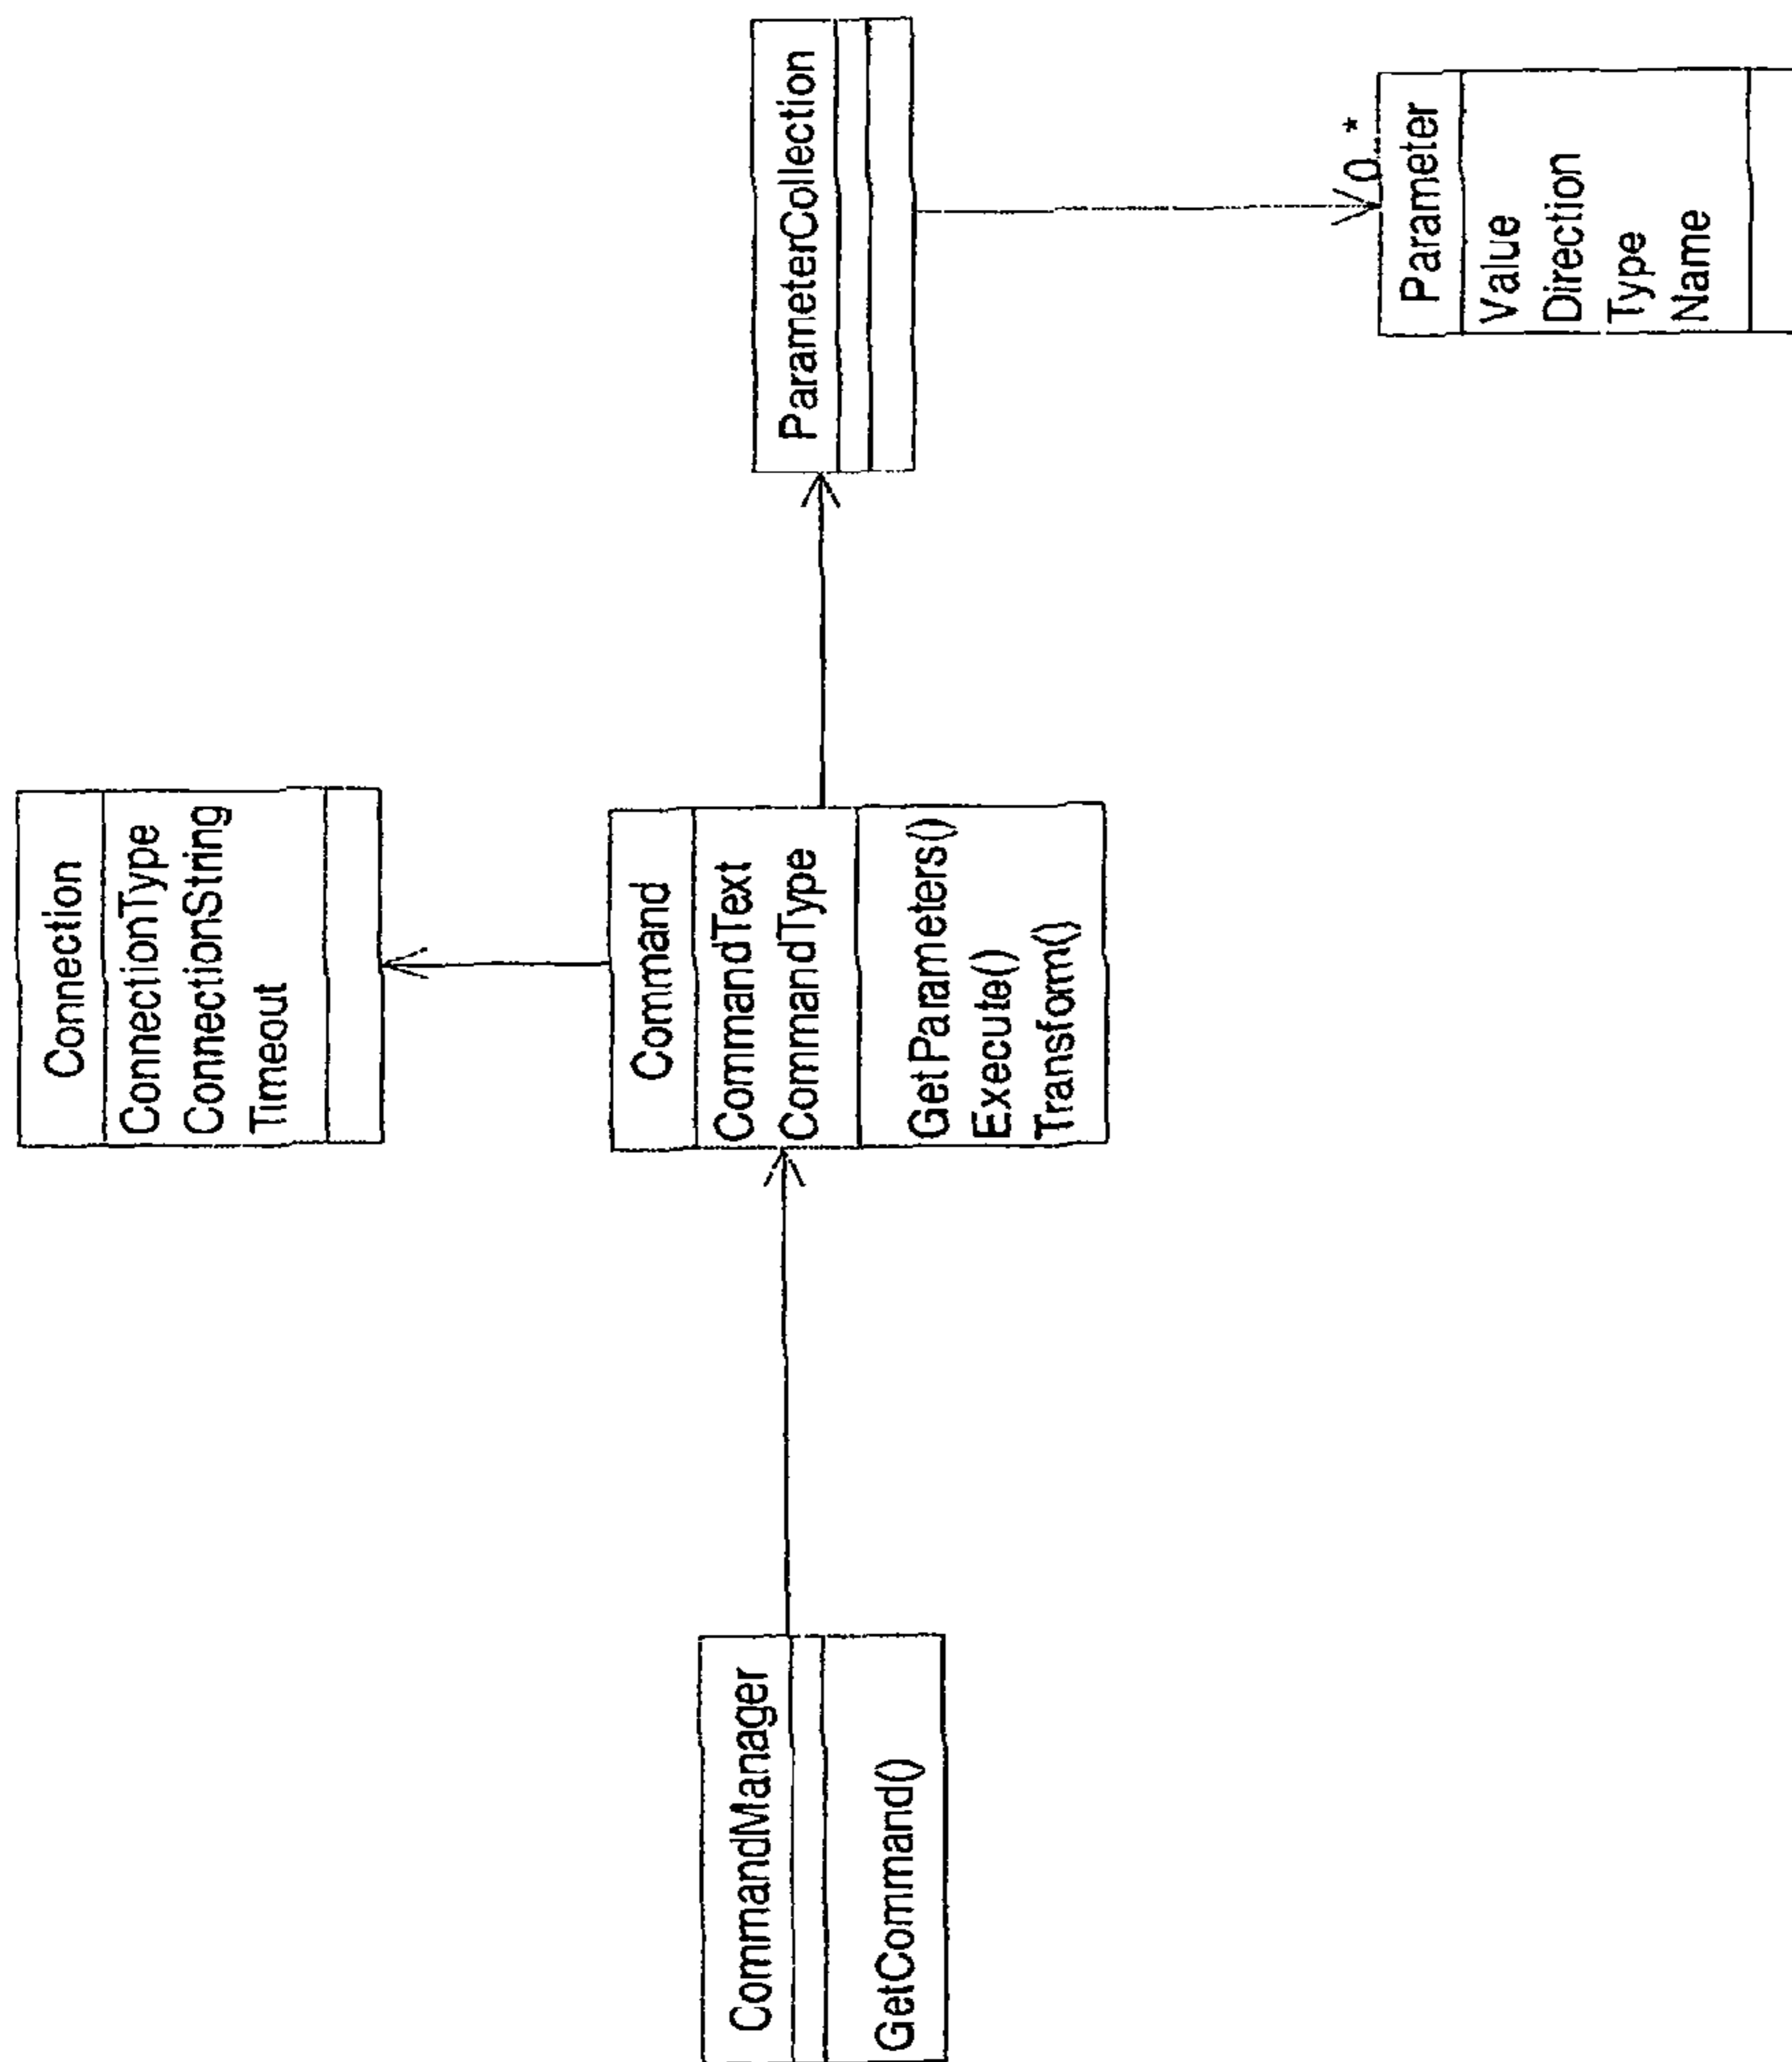 Connection
ConnectionType
ConnectionString
Timeout
CommandManager
GetCommand()
Command
CommandText
CommandType
GetParameters()
Execute()
Transform()
ParameterCollection
0..*
Parameter
Value
Direction
Type
Name